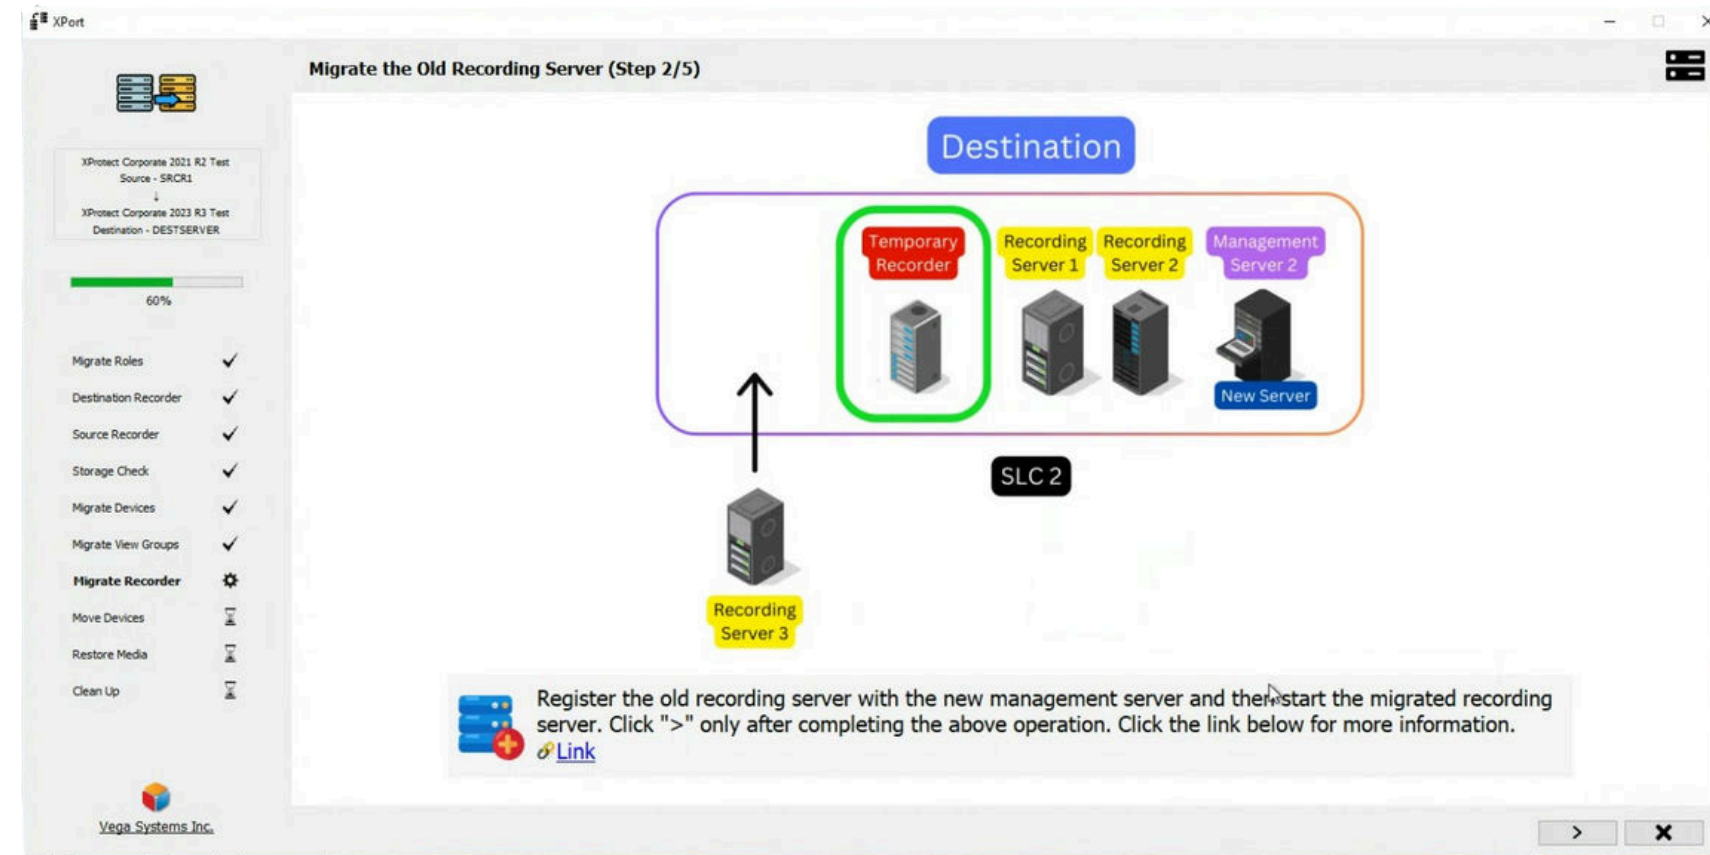 XPort
Migrate the Old Recording Server (Step 2/5)
XProtect Corporate 2021 R2 Test
Source - SRCR1
↓
XProtect Corporate 2023 R3 Test
Destination - DESTSERVER
60%
Migrate Roles
Destination Recorder
Source Recorder
Storage Check
Migrate Devices
Migrate View Groups
Migrate Recorder
Move Devices
Restore Media
Clean Up
Vega Systems Inc.
Destination
Temporary
Recorder
Recording
Server 1
Recording
Server 2
Management
Server 2
New Server
SLC 2
Recording
Server 3
Register the old recording server with the new management server and then start the migrated recording
server. Click ">" only after completing the above operation. Click the link below for more information.
Link
>